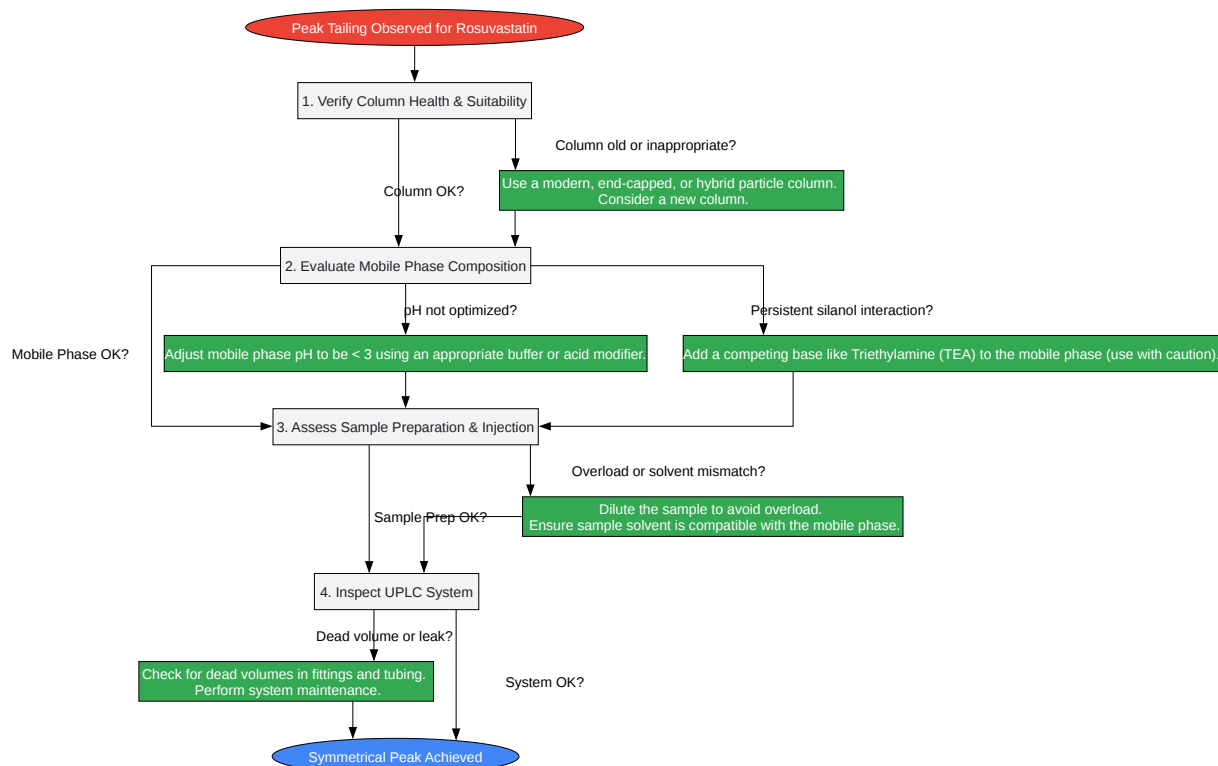 Peak Tailing Observed for Rosuvastatin
1. Verify Column Health & Suitability
Column old or inappropriate?
Column OK?
Use a modern, end-capped, or hybrid particle column.
Consider a new column.
2. Evaluate Mobile Phase Composition
pH not optimized?
Persistent silanol interaction?
Mobile Phase OK?
Adjust mobile phase pH to be < 3 using an appropriate buffer or acid modifier.
Add a competing base like Triethylamine (TEA) to the mobile phase (use with caution).
3. Assess Sample Preparation & Injection
Overload or solvent mismatch?
Sample Prep OK?
Dilute the sample to avoid overload.
Ensure sample solvent is compatible with the mobile phase.
4. Inspect UPLC System
Dead volume or leak?
Check for dead volumes in fittings and tubing.
Perform system maintenance.
System OK?
Symmetrical Peak Achieved